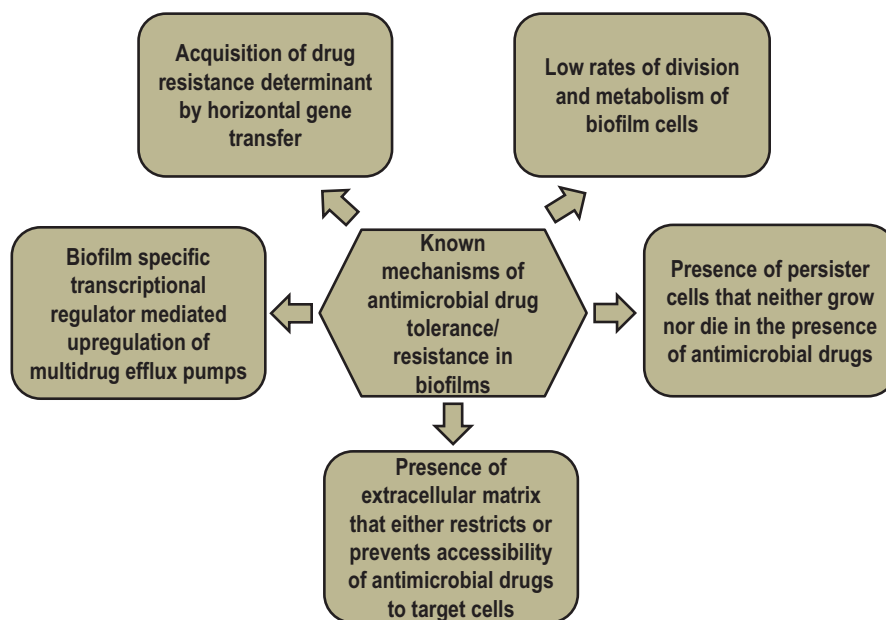 Acquisition of drug
resistance determinant
by horizontal gene
transfer
Low rates of division
and metabolism of
biofilm cells
Biofilm specific
transcriptional
regulator mediated
upregulation of
multidrug efflux pumps
Known
mechanisms of
antimicrobial drug
tolerance/
resistance in
biofilms
Presence of persister
cells that neither grow
nor die in the presence
of antimicrobial drugs
Presence of
extracellular matrix
that either restricts or
prevents accessibility
of antimicrobial drugs
to target cells